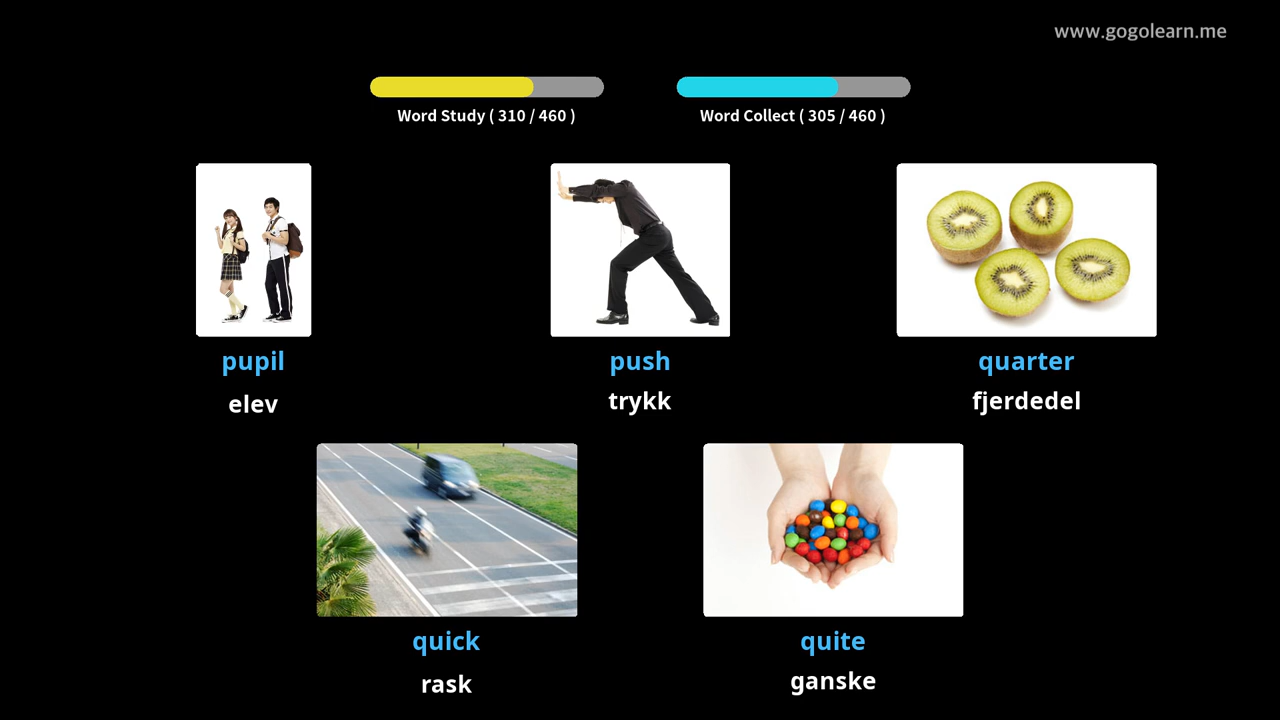 www.gogolearn.me
Word Study ( 310 / 460 )
Word Collect ( 305 / 460 )
pupil
elev
push
trykk
quarter
fjerdedel
quick
rask
quite
ganske